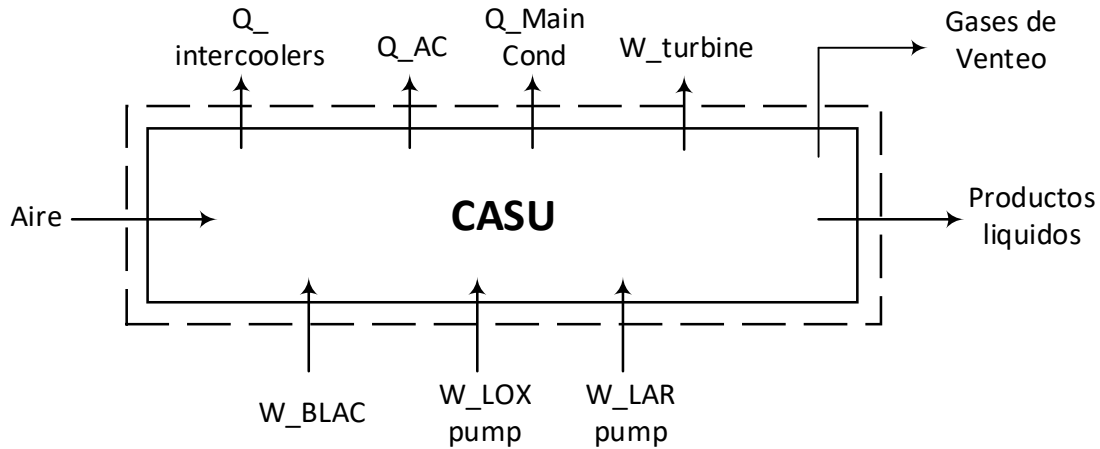 Q_
intercoolers
Q_AC
Q_Main
Cond
W_turbine
Gases de
Venteo
Aire
CASU
Productos
liquidos
W_BLAC
W_LOX
pump
W_LAR
pump